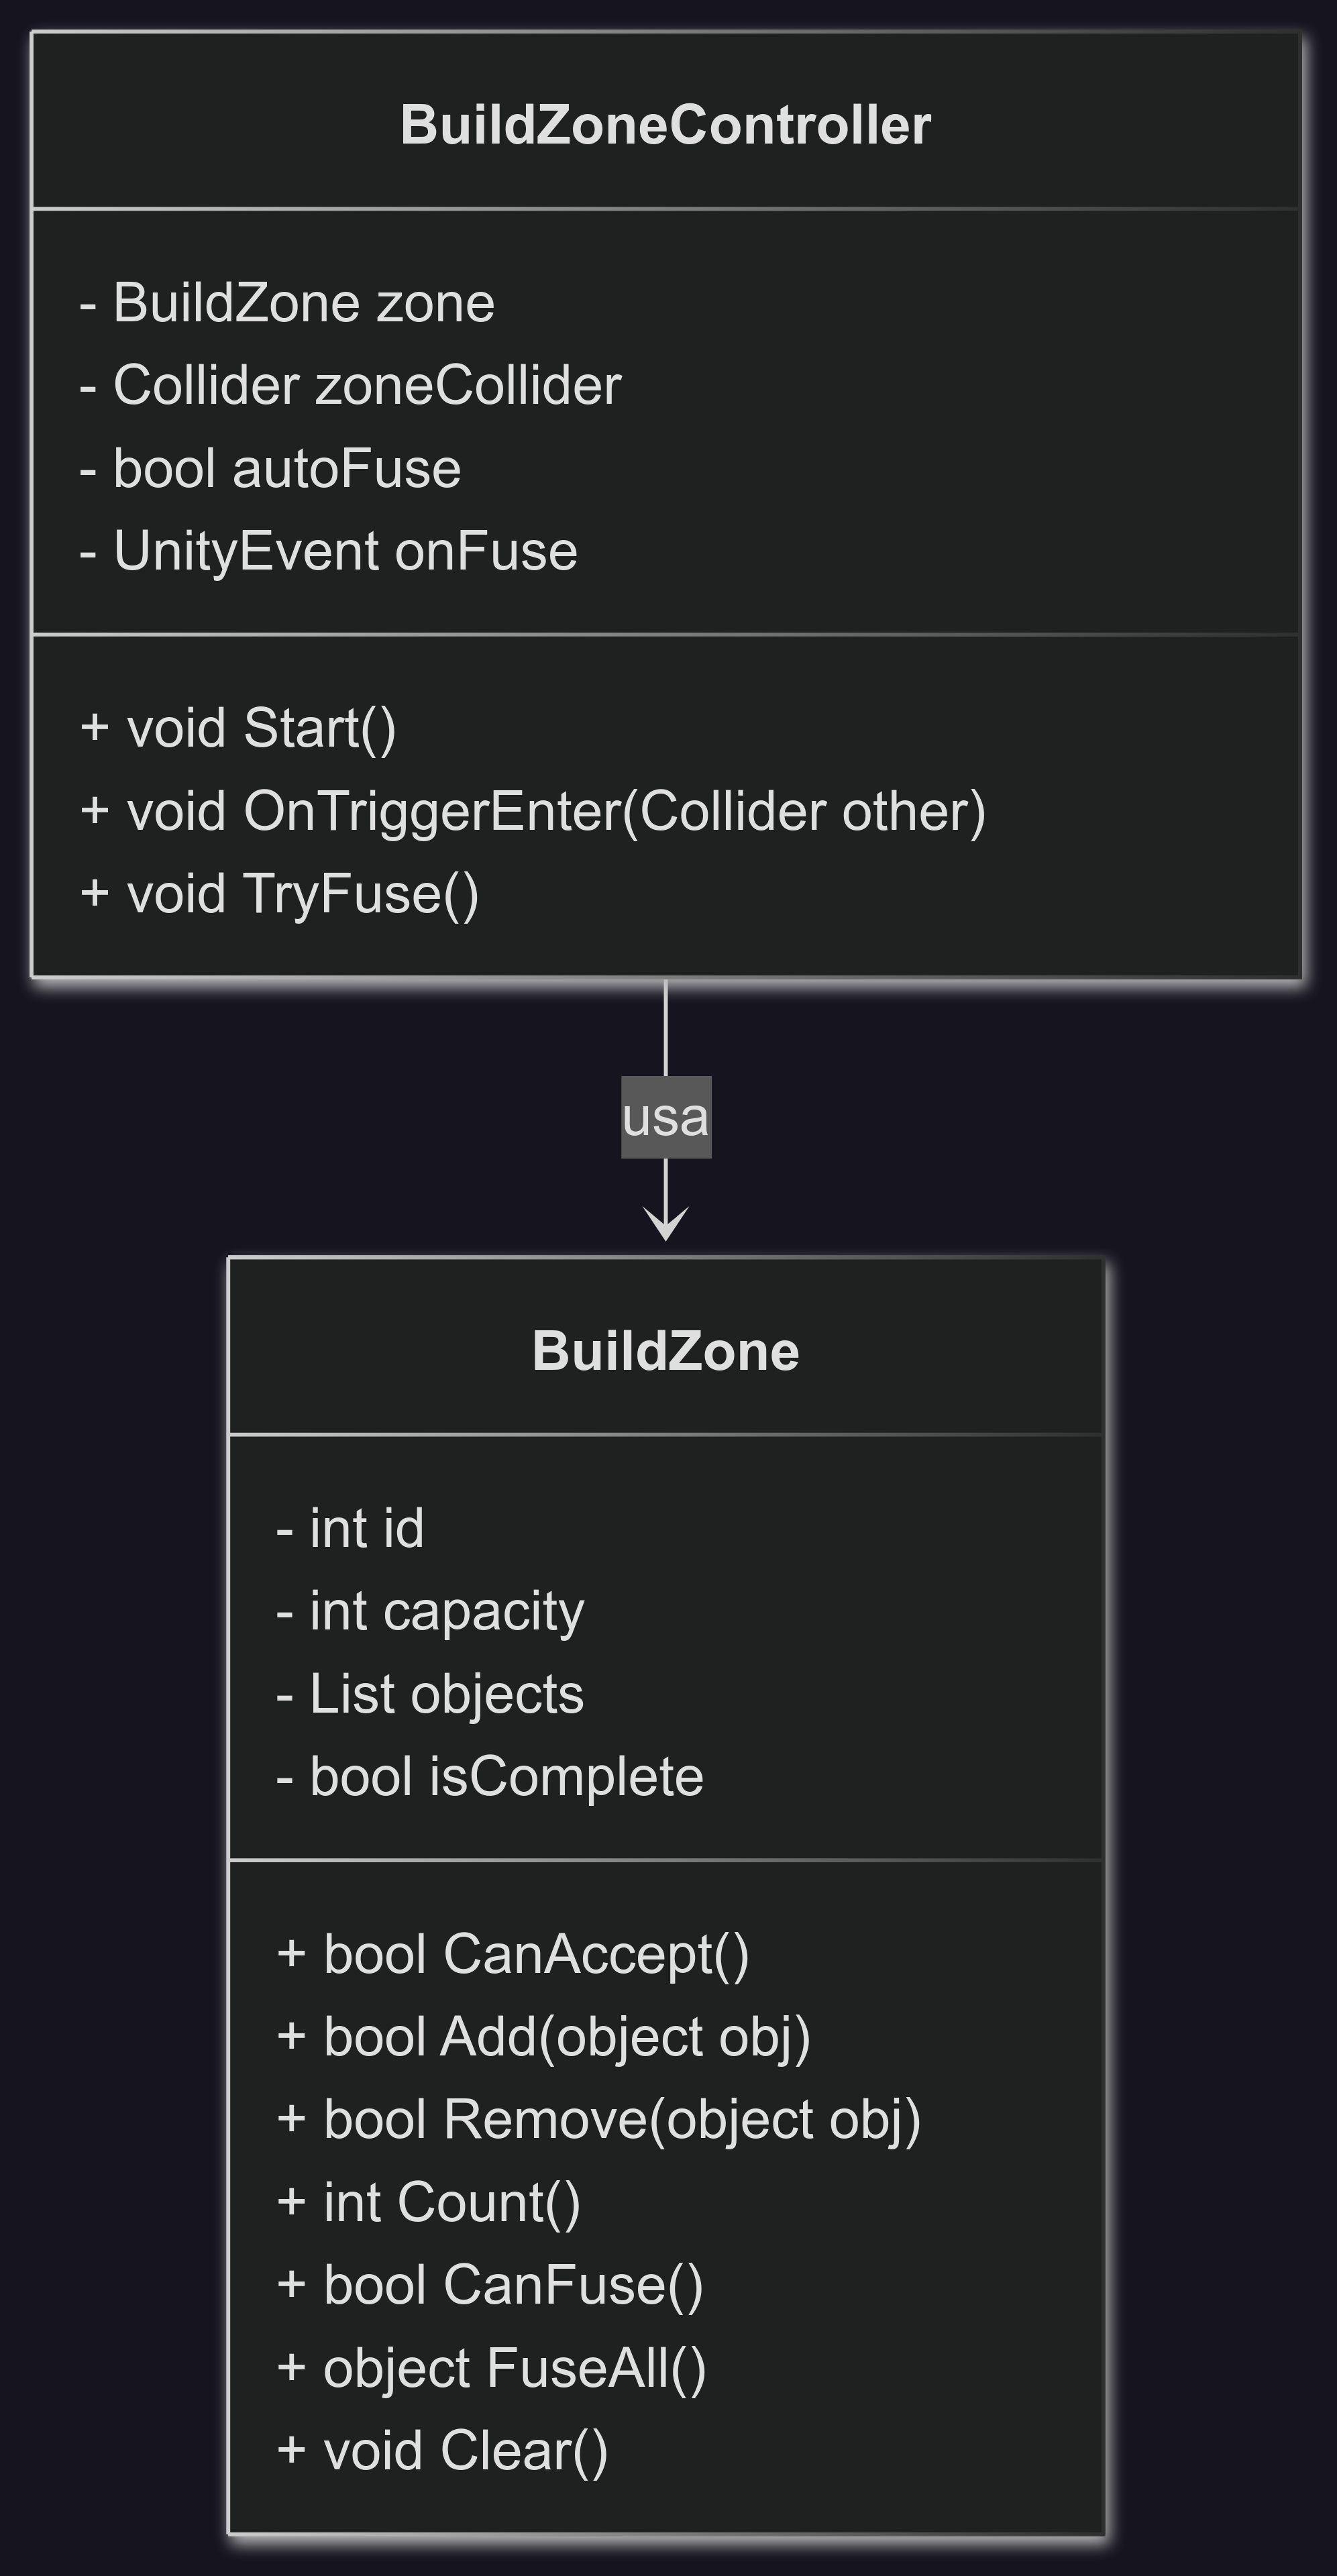 BuildZoneController
- BuildZone zone
- Collider zoneCollider
- bool autoFuse
- UnityEvent onFuse
+ void Start()
+ void OnTriggerEnter(Collider other)
+ void TryFuse()
usa
BuildZone
- int id
- int capacity
- List objects
- bool isComplete
+ bool CanAccept()
+ bool Add(object obj)
+ bool Remove(object obj)
+ int Count()
+ bool CanFuse()
+ object FuseAll()
+ void Clear()